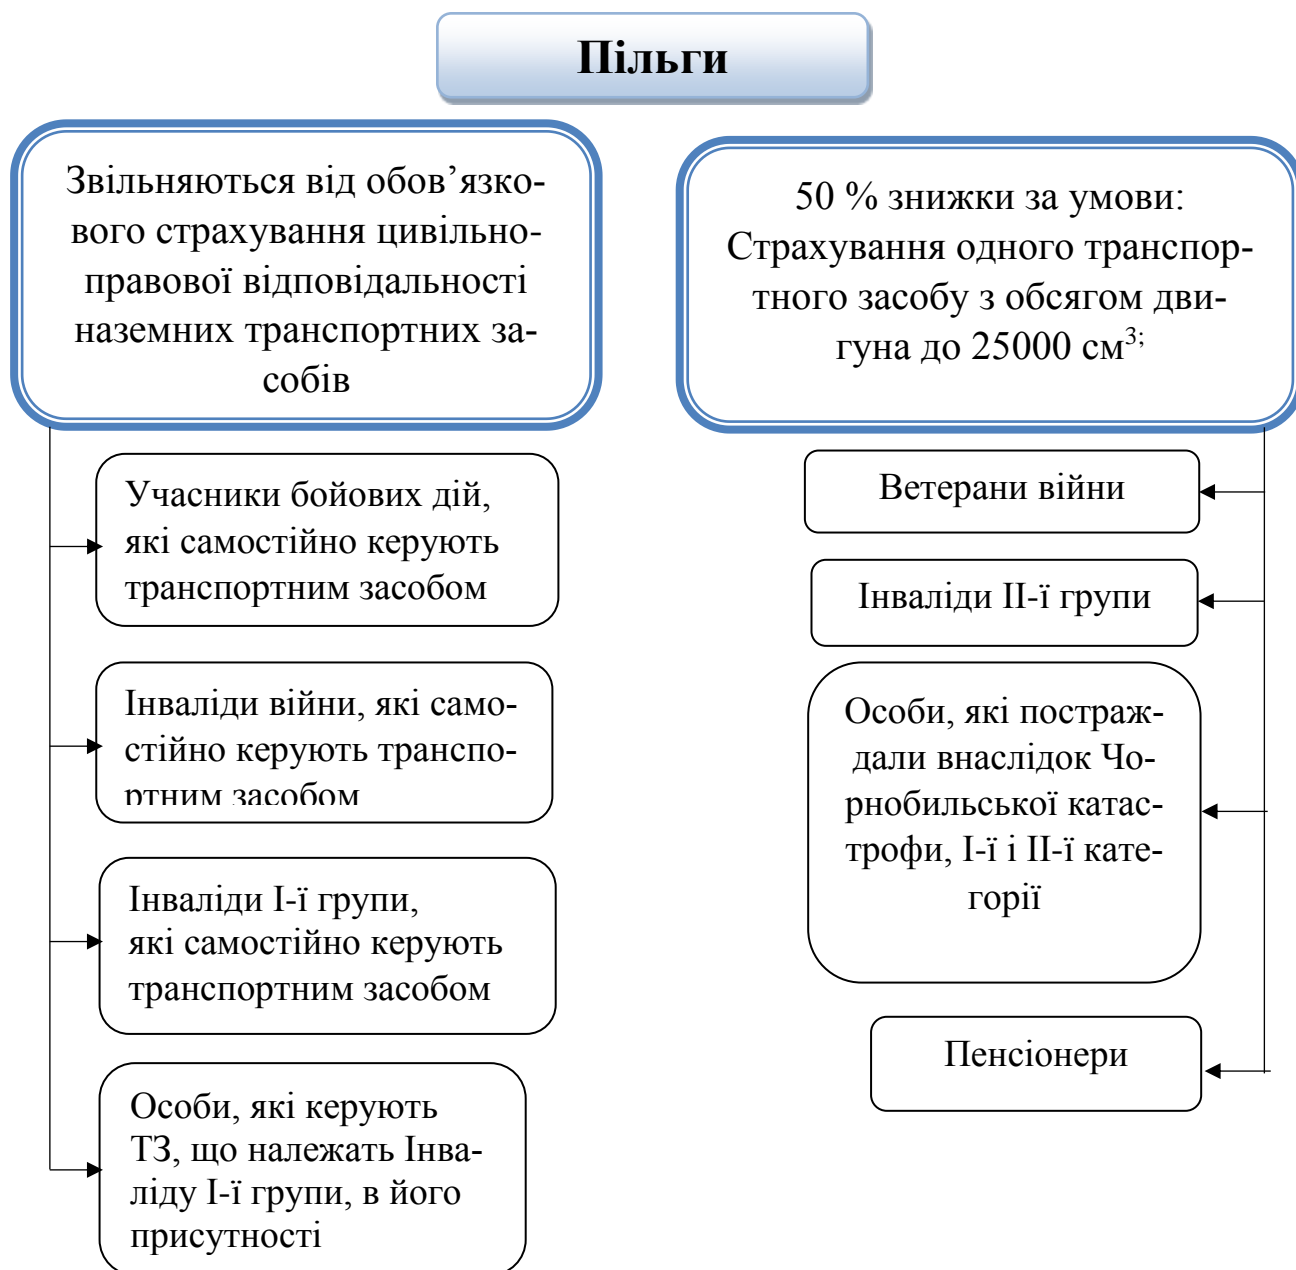 Пільги
Звільняються від обов’язко-
вого страхування цивільно-
правової відповідальності
наземних транспортних за-
собів
Учасники бойових дій,
які самостійно керують
транспортним засобом
Інваліди війни, які само-
стійно керують транспо-
ртним засобом
Інваліди І-ї групи,
які самостійно керують
транспортним засобом
Особи, які керують
ТЗ, що належать Інва-
ліду І-ї групи, в його
присутності
50 % знижки за умови:
Страхування одного транспор-
тного засобу з обсягом дви-
гуна до 25000 см³;
Ветерани війни
Інваліди ІІ-ї групи
Особи, які постраж-
дали внаслідок Чо-
рнобильської катас-
трофи, І-ї і ІІ-ї кате-
горії
Пенсіонери